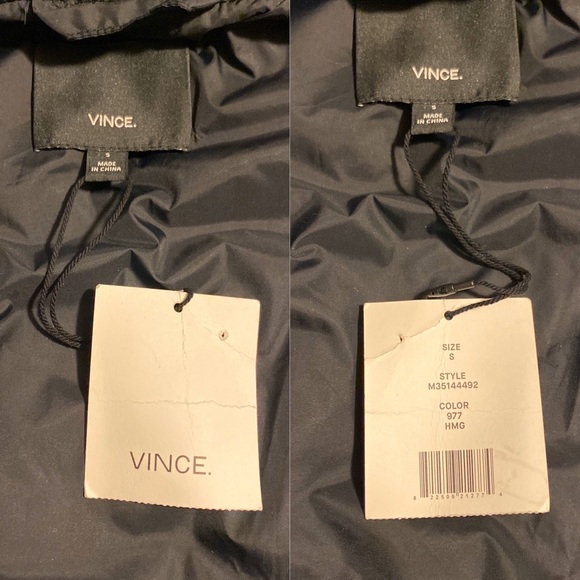 VINCE.
S
MADE
IN CHINA
VINCE.
VINCE.
S
MADE
IN CHINA
SIZE
S
STYLE
M35144492
COLOR
977
HMG